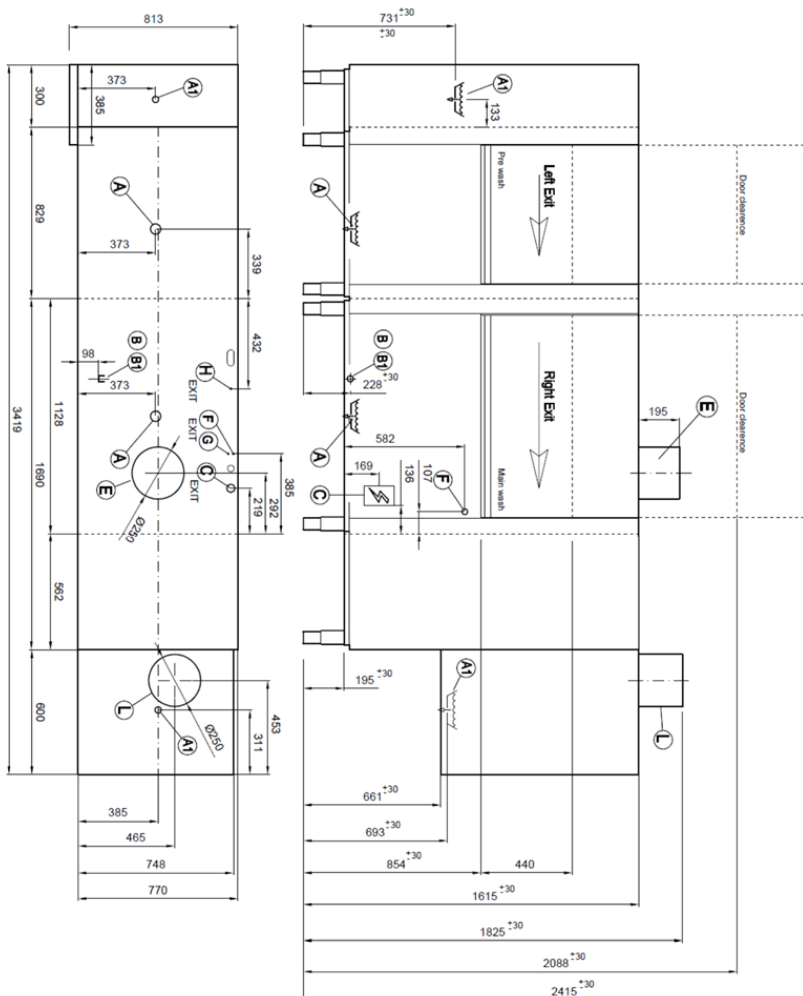 813
731 ±30
±30
373
A1
385
300
A1
133
Pre wash
Left Exit
Door clearence
A
A
829
373
339
B
B1
98
H
EXIT
432
B
B1
228 ±30
Right Exit
Door clearence
195
E
373
A
F
EXIT
G
A
582
E
C
EXIT
Ø250
385
292
219
169
C
136
107
F
Main wash
3419
1128
1690
562
195 ±30
A1
L
600
L
A1
Ø250
453
311
385
465
748
770
661 ±30
693 ±30
854 ±30
440
1615 ±30
1825 ±30
2088 ±30
2415 ±30